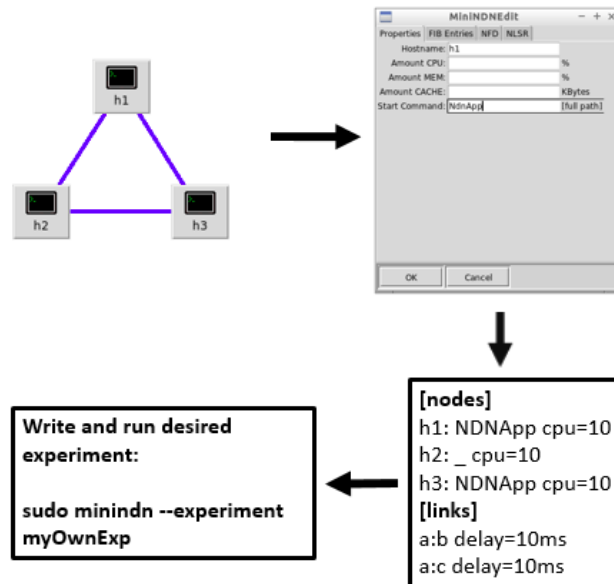 h1
h2
h3
MiniNDNEdit
Properties FIB Entries NFD NLSR
Hostname: h1
Amount CPU: %
Amount MEM: %
Amount CACHE: KBytes
Start Command: NdnApp [full path]
OK Cancel
[nodes]
h1: NDNApp cpu=10
h2: _ cpu=10
h3: NDNApp cpu=10
[links]
a:b delay=10ms
a:c delay=10ms
Write and run desired
experiment:
sudo minindn --experiment
myOwnExp